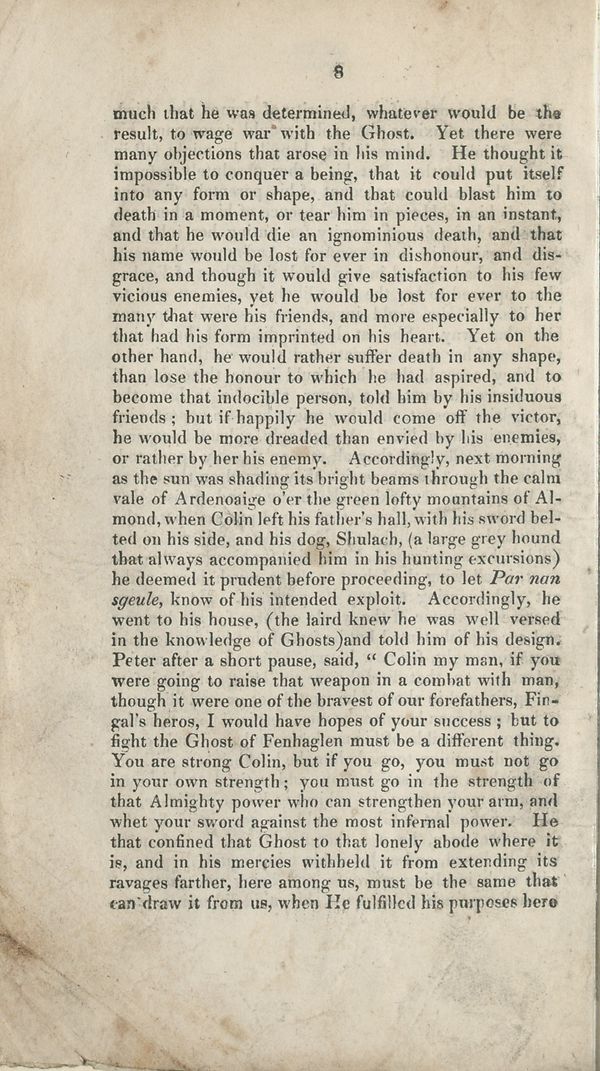 8
much that he was determined, whatever would be the
result, to wage war with the Ghost. Yet there were
many objections that arose in his mind. He thought it
impossible to conquer a being, that it could put itself
into any form or shape, and that could blast him to
death in a moment, or tear him in pieces, in an instant,
and that he would die an ignominious death, and that
his name would be lost for ever in dishonour, and dis-
grace, and though it would give satisfaction to his few
vicious enemies, yet he would be lost for ever to the
many that were his friends, and more especially to her
that had his form imprinted on his heart. Yet on the
other hand, he would rather suffer death in any shape,
than lose the honour to which he had aspired, and to
become that indocible person, told him by his insiduous
friends ; but if happily he would come off the victor,
he would be more dreaded than envied by his enemies,
or rather by her his enemy. Accordingly, next morning
as the sun was shading its bright beams through the calm
vale of Ardenoaige o'er the green lofty mountains of Al-
mond, when Colin left his father's hall, with his sword bel-
ted on his side, and his dog, Shulach, (a large grey hound
that always accompanied him in his hunting excursions)
he deemed it prudent before proceeding, to let Par nan
sgeule, know of his intended exploit. Accordingly, he
went to his house, (the laird knew he was well versed
in the knowledge of Ghosts)and told him of his design.
Peter after a short pause, said, “ Colin my man, if you
were going to raise that weapon in a combat with man,
though it were one of the bravest of our forefathers, Fin-
gal's heros, I would have hopes of your success ; but to
fight the Ghost of Fenhaglen must be a different thing.
You are strong Colin, but if you go, you must not go
in your own strength ; you must go in the strength of
that Almighty power who can strengthen your arm, and
whet your sword against the most infernal power. He
that confined that Ghost to that lonely abode where it
is, and in his mercies withheld it from extending its
ravages farther, here among us, must be the same that
can draw it from us, when He fulfilled his purposes here